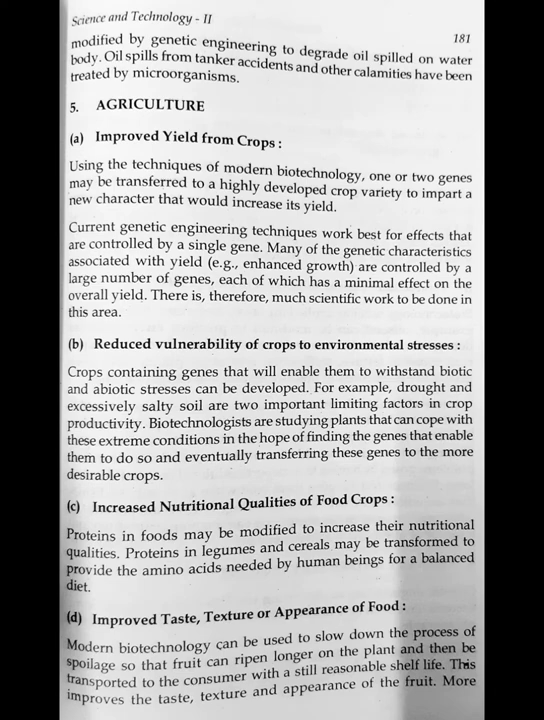 Science and Technology - II
181
modified by genetic engineering to degrade oil spilled on water
body. Oil spills from tanker accidents and other calamities have been
treated by microorganisms.
5. AGRICULTURE
(a) Improved Yield from Crops :
Using the techniques of modern biotechnology, one or two genes
may be transferred to a highly developed crop variety to impart a
new character that would increase its yield.
Current genetic engineering techniques work best for effects that
are controlled by a single gene. Many of the genetic characteristics
associated with yield (e.g., enhanced growth) are controlled by a
large number of genes, each of which has a minimal effect on the
overall yield. There is, therefore, much scientific work to be done in
this area.
(b) Reduced vulnerability of crops to environmental stresses :
Crops containing genes that will enable them to withstand biotic
and abiotic stresses can be developed. For example, drought and
excessively salty soil are two important limiting factors in crop
productivity. Biotechnologists are studying plants that can cope with
these extreme conditions in the hope of finding the genes that enable
them to do so and eventually transferring these genes to the more
desirable crops.
(c) Increased Nutritional Qualities of Food Crops :
Proteins in foods may be modified to increase their nutritional
qualities. Proteins in legumes and cereals may be transformed to
provide the amino acids needed by human beings for a balanced
diet.
(d) Improved Taste, Texture or Appearance of Food :
Modern biotechnology can be used to slow down the process of
spoilage so that fruit can ripen longer on the plant and then be
transported to the consumer with a still reasonable shelf life. This
improves the taste, texture and appearance of the fruit. More